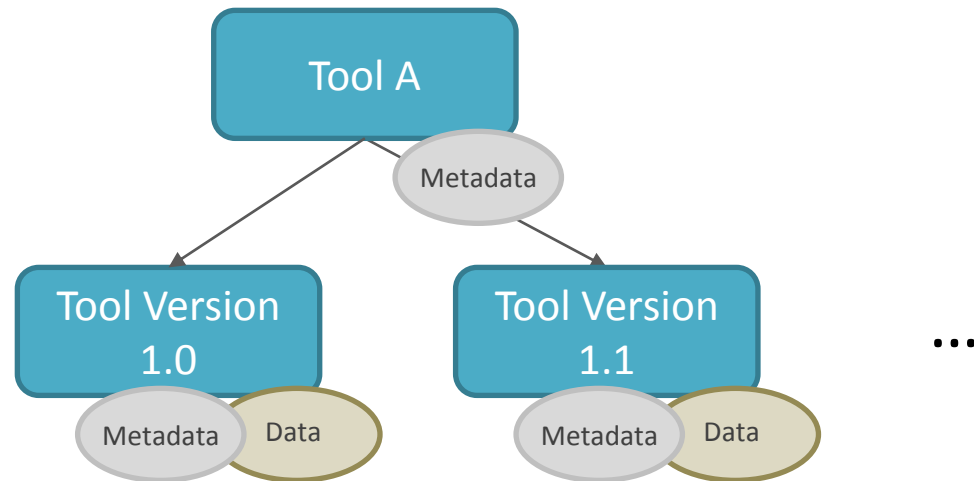 Tool A
Metadata
Tool Version
1.0
Tool Version
1.1
...
Metadata
Data
Metadata
Data